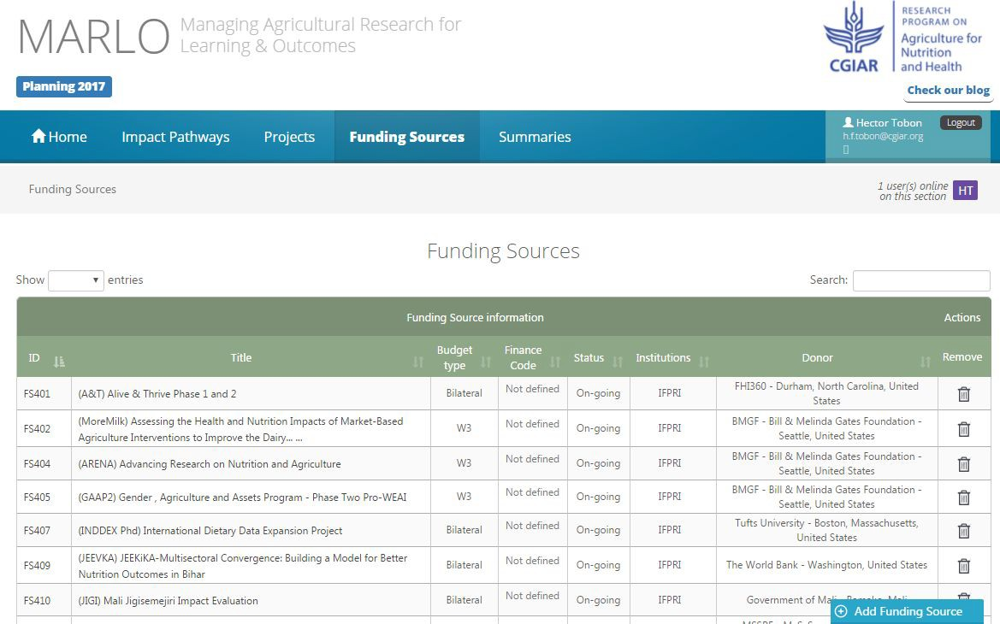 MARLO
Managing Agricultural Research for
Learning & Outcomes
RESEARCH
PROGRAM ON
Agriculture for
Nutrition
and Health
CGIAR
Planning 2017
Check our blog
Home
Impact Pathways
Projects
Funding Sources
Summaries
Hector Tobon
Logout
h.f.tobon@cgiar.org
Funding Sources
1 user(s) online
on this section
HT
Funding Sources
Show entries
Search:
Funding Source information Actions
ID Title Budget type Finance Code Status Institutions Donor Remove
FS401 (A&T) Alive & Thrive Phase 1 and 2 Bilateral Not defined On-going IFPRI FHI360 - Durham, North Carolina, United
States
FS402 (MoreMilk) Assessing the Health and Nutrition Impacts of Market-Based
Agriculture Interventions to Improve the Dairy... ... W3 Not defined On-going IFPRI BMGF - Bill & Melinda Gates Foundation -
Seattle, United States
FS404 (ARENA) Advancing Research on Nutrition and Agriculture W3 Not defined On-going IFPRI BMGF - Bill & Melinda Gates Foundation -
Seattle, United States
FS405 (GAAP2) Gender , Agriculture and Assets Program - Phase Two Pro-WEAI W3 Not defined On-going IFPRI BMGF - Bill & Melinda Gates Foundation -
Seattle, United States
FS407 (INDDEX Phd) International Dietary Data Expansion Project Bilateral Not defined On-going IFPRI Tufts University - Boston, Massachusetts,
United States
FS409 (JEEVKA) JEEKiKA-Multisectoral Convergence: Building a Model for Better
Nutrition Outcomes in Bihar Bilateral Not defined On-going IFPRI The World Bank - Washington, United States
FS410 (JIGI) Mali Jigisemejiri Impact Evaluation Bilateral Not defined On-going IFPRI Government of
Add Funding Source